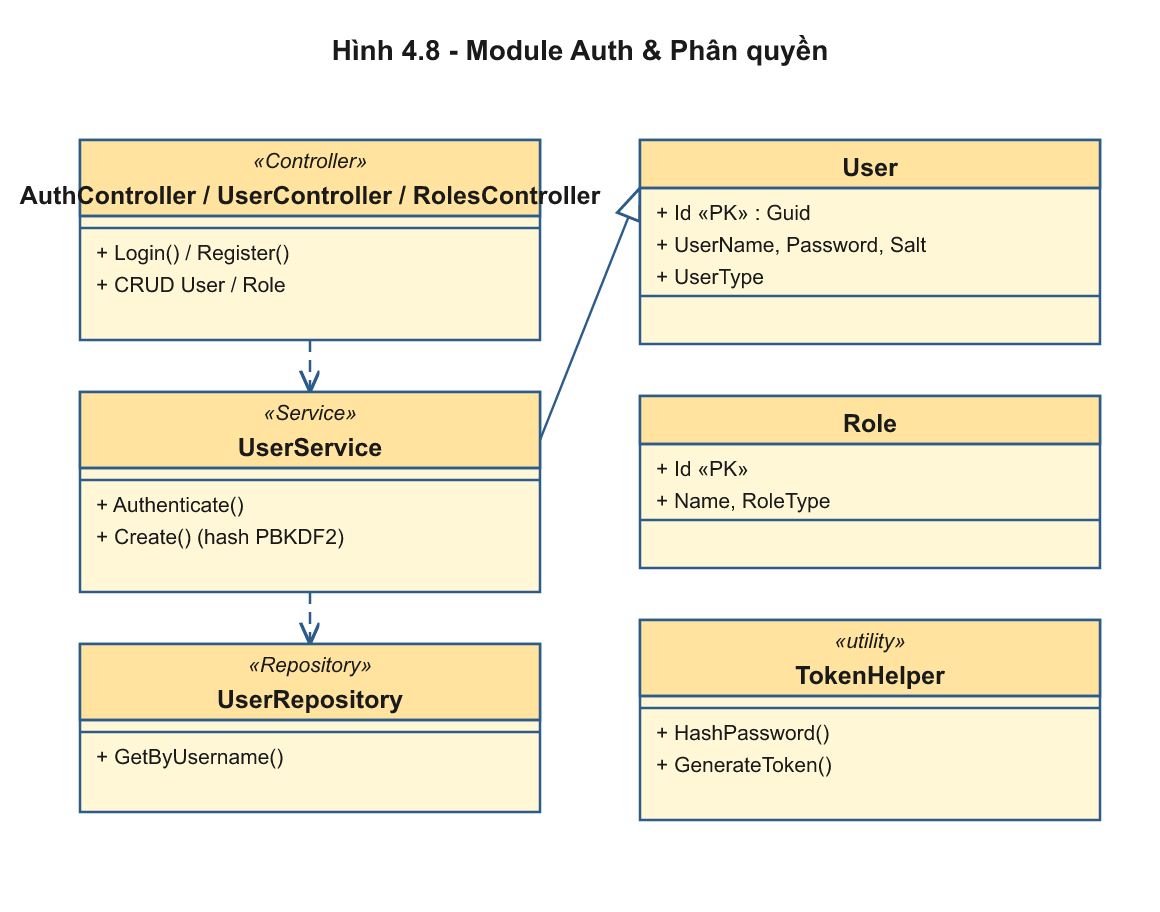 Hình 4.8 - Module Auth & Phân quyền
«Controller»
AuthController / UserController / RolesController
+ Login() / Register()
+ CRUD User / Role
«Service»
UserService
+ Authenticate()
+ Create() (hash PBKDF2)
«Repository»
UserRepository
+ GetByUsername()
User
+ Id «PK» : Guid
+ UserName, Password, Salt
+ UserType
Role
+ Id «PK»
+ Name, RoleType
«utility»
TokenHelper
+ HashPassword()
+ GenerateToken()